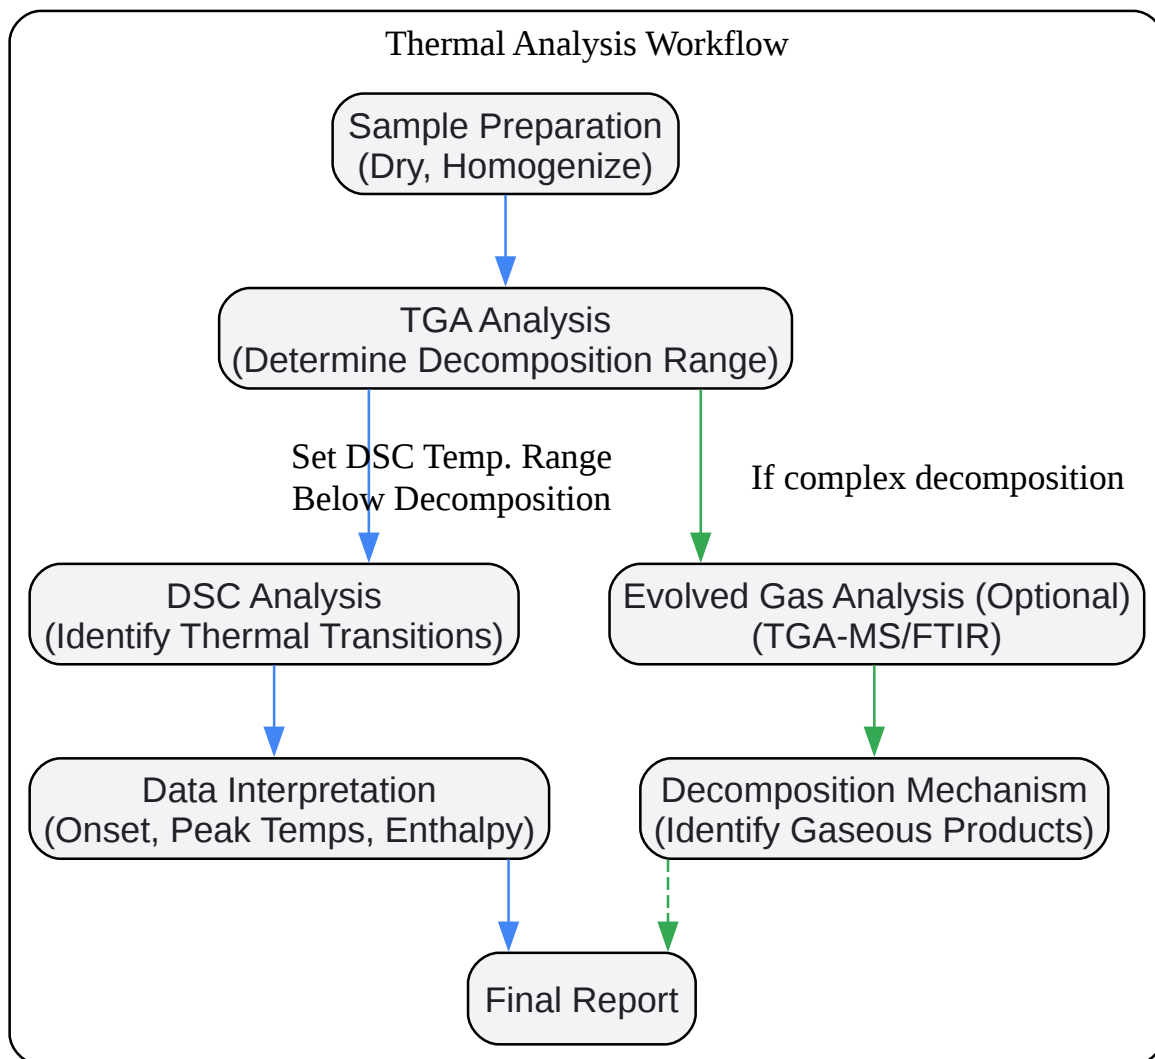 Thermal Analysis Workflow
Sample Preparation
(Dry, Homogenize)
TGA Analysis
(Determine Decomposition Range)
Set DSC Temp. Range
Below Decomposition
If complex decomposition
DSC Analysis
(Identify Thermal Transitions)
Evolved Gas Analysis (Optional)
(TGA-MS/FTIR)
Data Interpretation
(Onset, Peak Temps, Enthalpy)
Decomposition Mechanism
(Identify Gaseous Products)
Final Report